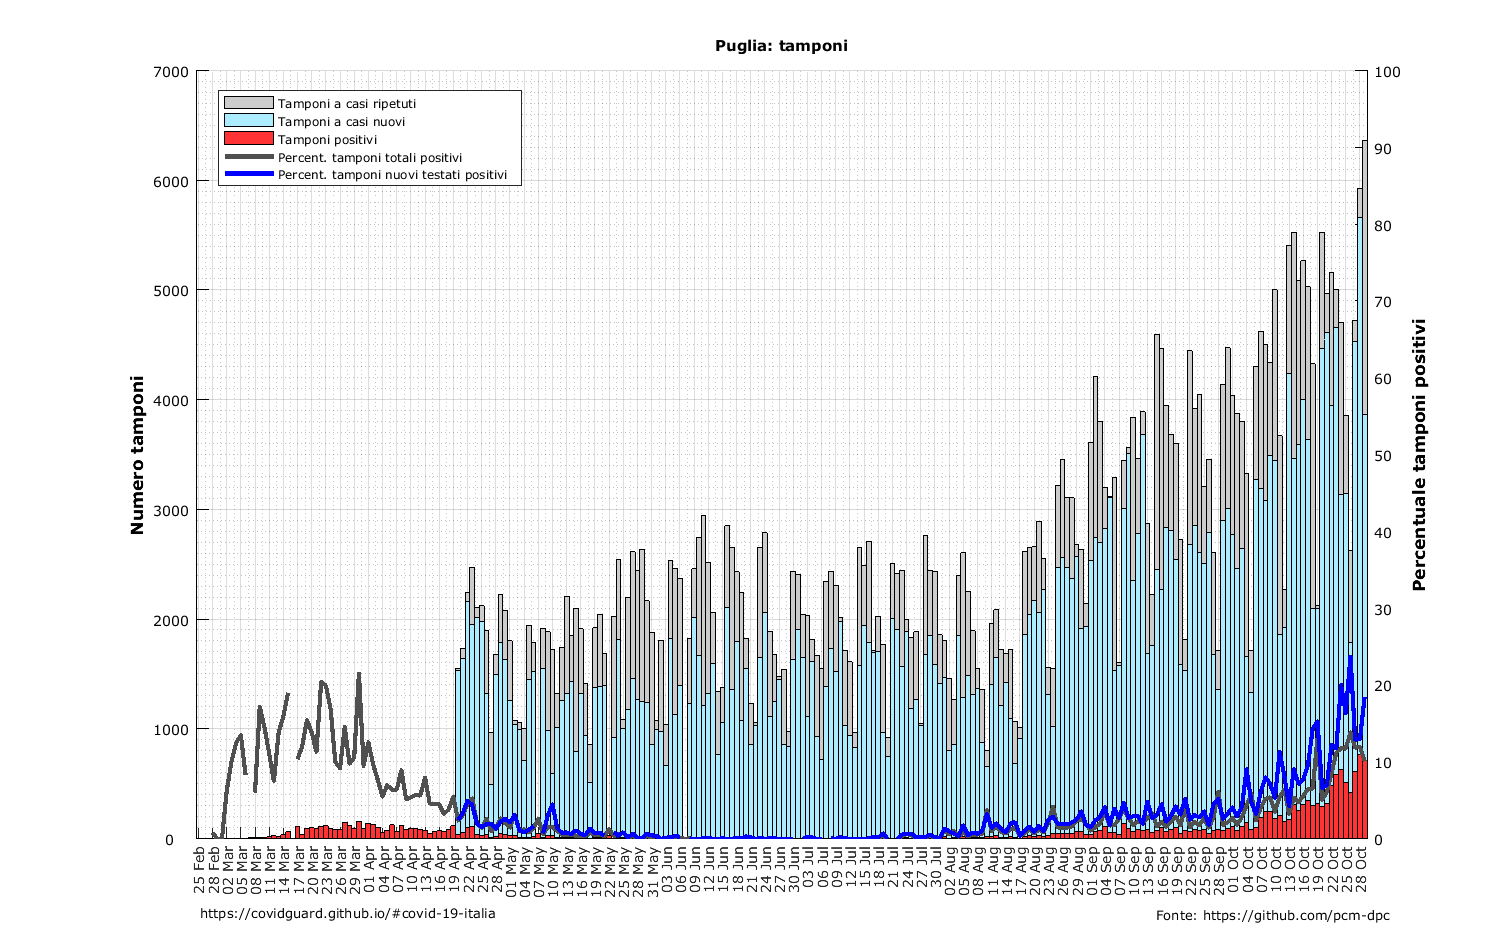 Puglia: tamponi
7000
6000
5000
4000
3000
2000
1000
0
Numero tamponi
Tamponi a casi ripetuti
Tamponi a casi nuovi
Tamponi positivi
Percent. tamponi totali positivi
Percent. tamponi nuovi testati positivi
100
90
80
70
60
50
40
30
20
10
0
Percentuale tamponi positivi
25 Feb
28 Feb
02 Mar
05 Mar
08 Mar
11 Mar
14 Mar
17 Mar
20 Mar
23 Mar
26 Mar
29 Mar
01 Apr
04 Apr
07 Apr
10 Apr
13 Apr
16 Apr
19 Apr
22 Apr
25 Apr
28 Apr
01 May
04 May
07 May
10 May
13 May
16 May
19 May
22 May
25 May
28 May
31 May
03 Jun
06 Jun
09 Jun
12 Jun
15 Jun
18 Jun
21 Jun
24 Jun
27 Jun
30 Jun
03 Jul
06 Jul
09 Jul
12 Jul
15 Jul
18 Jul
21 Jul
24 Jul
27 Jul
30 Jul
02 Aug
05 Aug
08 Aug
11 Aug
14 Aug
17 Aug
20 Aug
23 Aug
26 Aug
29 Aug
01 Sep
04 Sep
07 Sep
10 Sep
13 Sep
16 Sep
19 Sep
22 Sep
25 Sep
28 Sep
01 Oct
04 Oct
07 Oct
10 Oct
13 Oct
16 Oct
19 Oct
22 Oct
25 Oct
28 Oct
https://covidguard.github.io/#covid-19-italia
Fonte: https://github.com/pcm-dpc